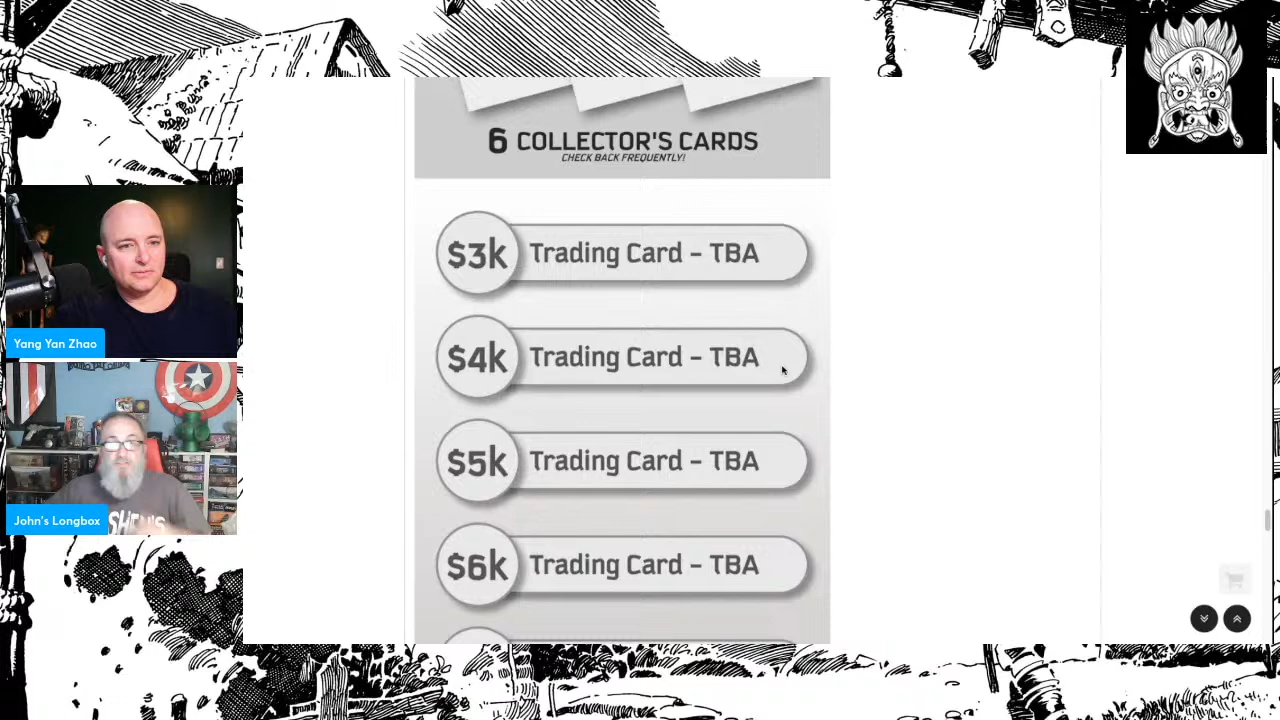 6 COLLECTOR'S CARDS
CHECK BACK FREQUENTLY!
$3k Trading Card – TBA
$4k Trading Card – TBA
$5k Trading Card – TBA
$6k Trading Card – TBA
Yang Yan Zhao
John's Longbox